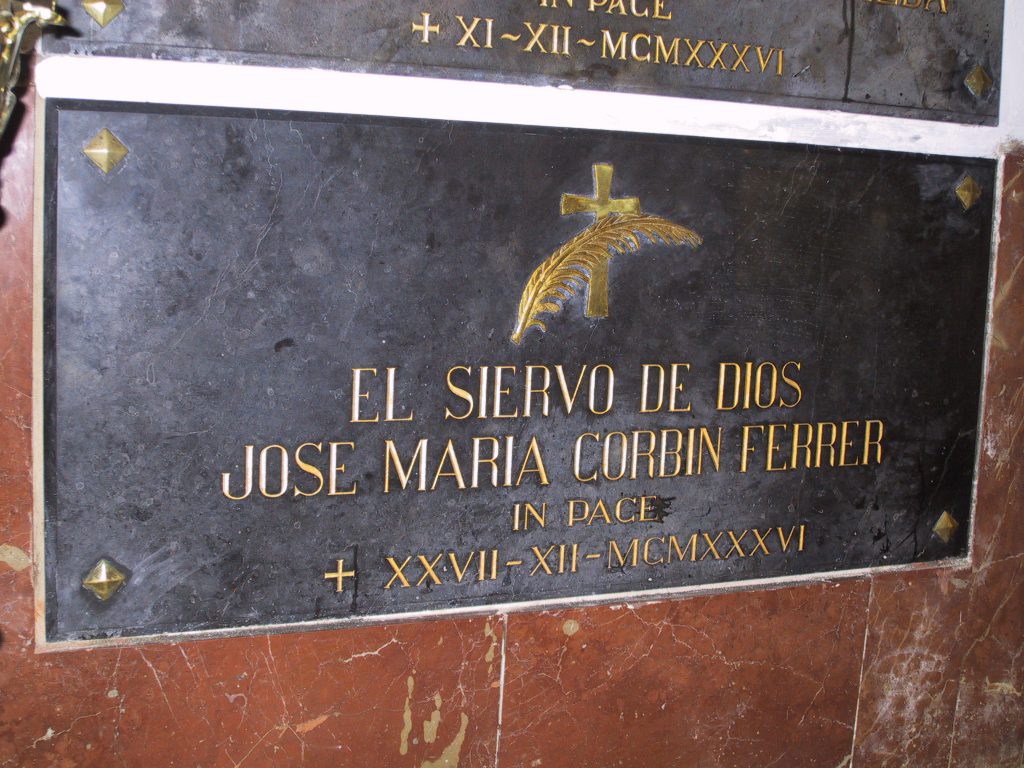 IN PACE
+ XI-XII-MCMXXXVI
EL SIERVO DE DIOS
JOSE MARIA CORBIN FERRER
IN PACE
+ XXVII-XII-MCMXXXVI